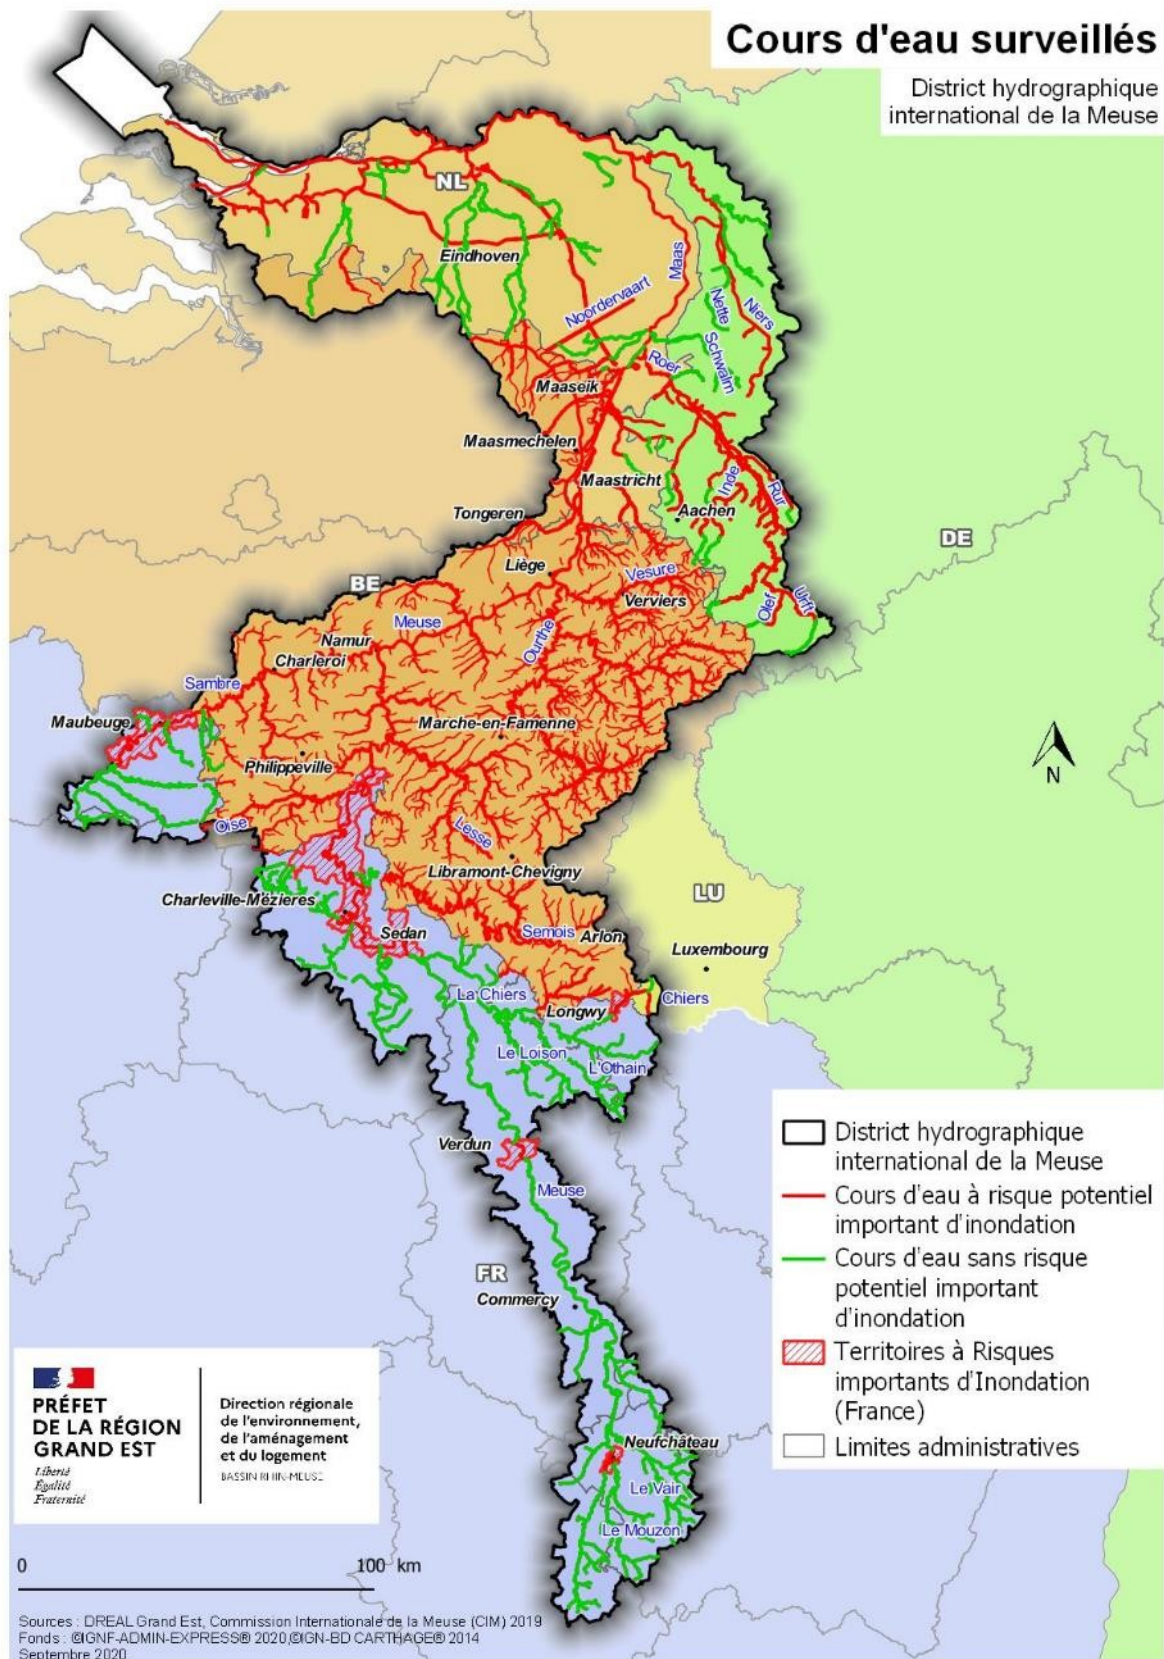 Cours d'eau surveillés
District hydrographique
international de la Meuse
NL
Eindhoven
Maas
Noordervaart
Nette
Niers
Schwalm
Roer
Maaseik
Maasmechelen
Maastricht
Inde
Rur
Tongeren
Aachen
DE
Liège
Vesure
BE
Verviers
Olef
Urft
Meuse
Ourthe
Namur
Charleroi
Sambre
Maubeuge
Marche-en-Famenne
Philippeville
N
Oise
Lesse
Libramont-Chevigny
LU
Charleville-Mézieres
Sedan
Semois
Arlon
Luxembourg
La Chiers
Chiers
Longwy
Le Loison
L'Othain
Verdun
Meuse
FR
Commercy
Neufchâteau
Le Vair
Le Mouzon
District hydrographique
international de la Meuse
Cours d'eau à risque potentiel
important d'inondation
Cours d'eau sans risque
potentiel important
d'inondation
Territoires à Risques
importants d'Inondation
(France)
Limites administratives
PRÉFET
DE LA RÉGION
GRAND EST
Liberté
Égalité
Fraternité
Direction régionale
de l'environnement,
de l'aménagement
et du logement
BASSIN RHIN-MEUSE
0 100 km
Sources : DREAL Grand Est, Commission Internationale de la Meuse (CIM) 2019
Fonds : ©IGNF-ADMIN-EXPRESS® 2020,©IGN-BD CARTHAGE® 2014
Septembre 2020